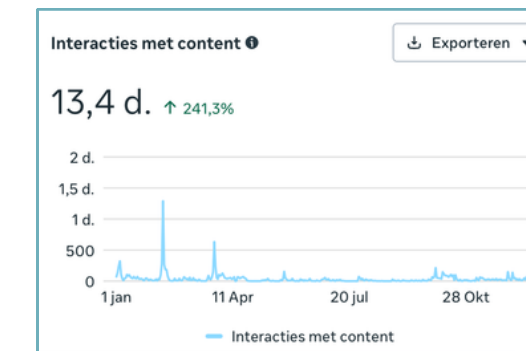 Interacties met content
Exporteren
13,4 d. ↑ 241,3%
2 d.
1,5 d.
1 d.
500
0
1 jan 11 Apr 20 jul 28 Okt
Interacties met content